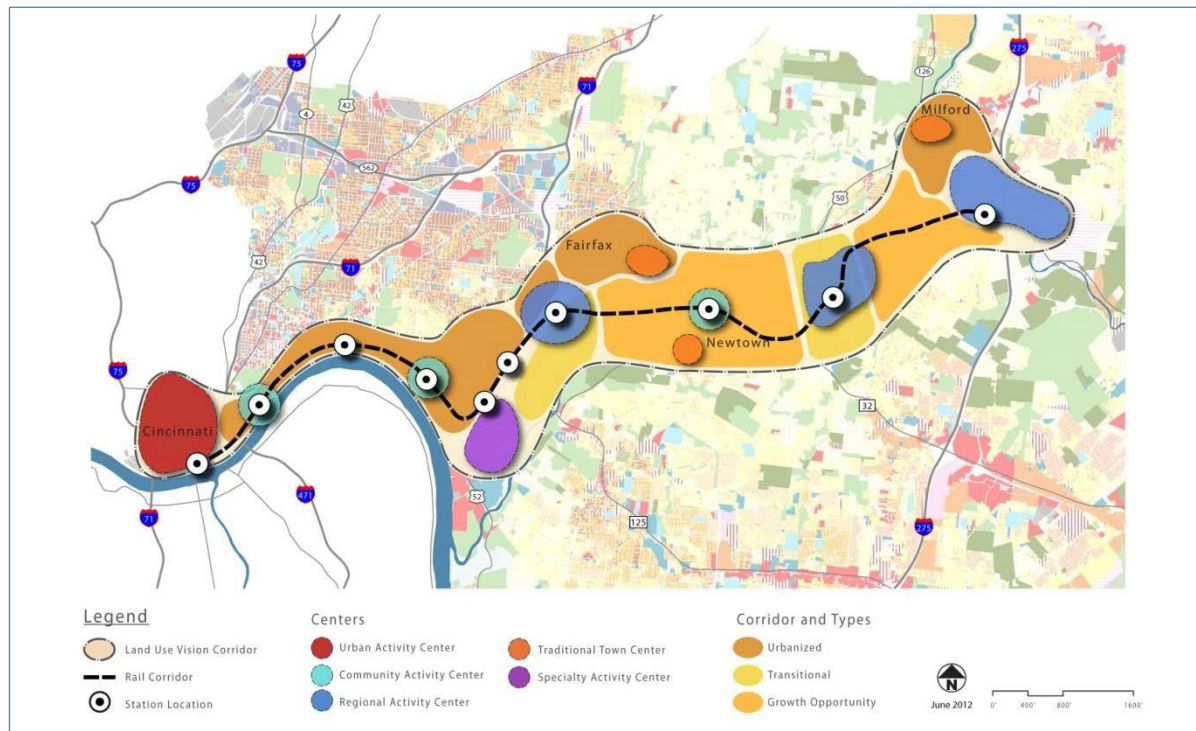 75
42
4
71
126
275
Milford
562
50
75
Fairfax
42
71
75
Newtown
Cincinnati
32
471
52
71
125
275
Legend
Land Use Vision Corridor
Rail Corridor
Station Location
Centers
Urban Activity Center
Community Activity Center
Regional Activity Center
Traditional Town Center
Specialty Activity Center
Corridor and Types
Urbanized
Transitional
Growth Opportunity
N
June 2012
0' 400' 800' 1600'